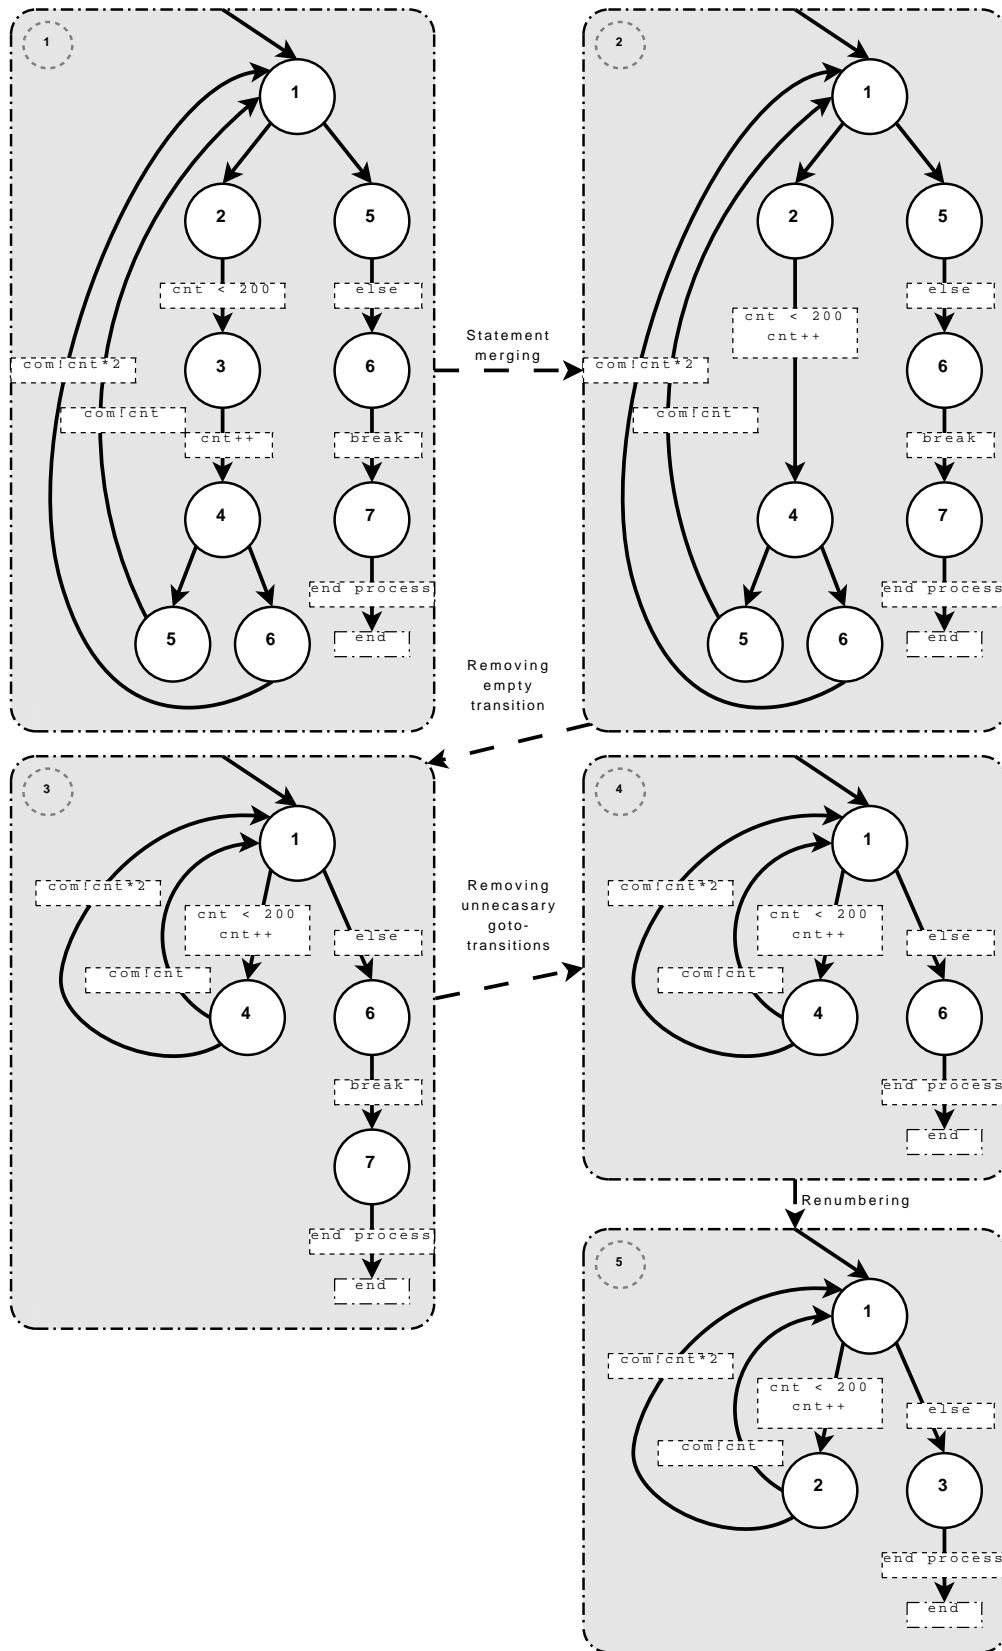 1
1
2
5
cnt < 200
else
3
6
com!cnt*2
com!cnt
cnt++
break
4
7
end process
5
6
end
Statement
merging
2
1
2
5
else
cnt < 200
cnt++
6
com!cnt*2
com!cnt
break
4
7
end process
5
6
end
Removing
empty
transition
3
1
com!cnt*2
cnt < 200
cnt++
else
com!cnt
4
6
break
7
end process
end
Removing
unnecasary
goto-
transitions
4
1
com!cnt*2
cnt < 200
cnt++
else
com!cnt
4
6
end process
end
Renumbering
5
1
com!cnt*2
cnt < 200
cnt++
else
com!cnt
2
3
end process
end